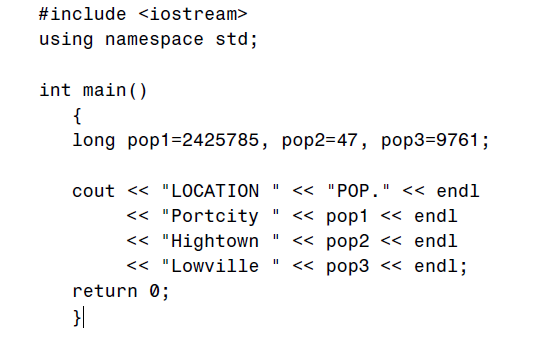 #include <iostream>
using namespace std;

int main()
   {
   long pop1=2425785, pop2=47, pop3=9761;

   cout << "LOCATION " << "POP." << endl
        << "Portcity " << pop1 << endl
        << "Hightown " << pop2 << endl
        << "Lowville " << pop3 << endl;
   return 0;
   }